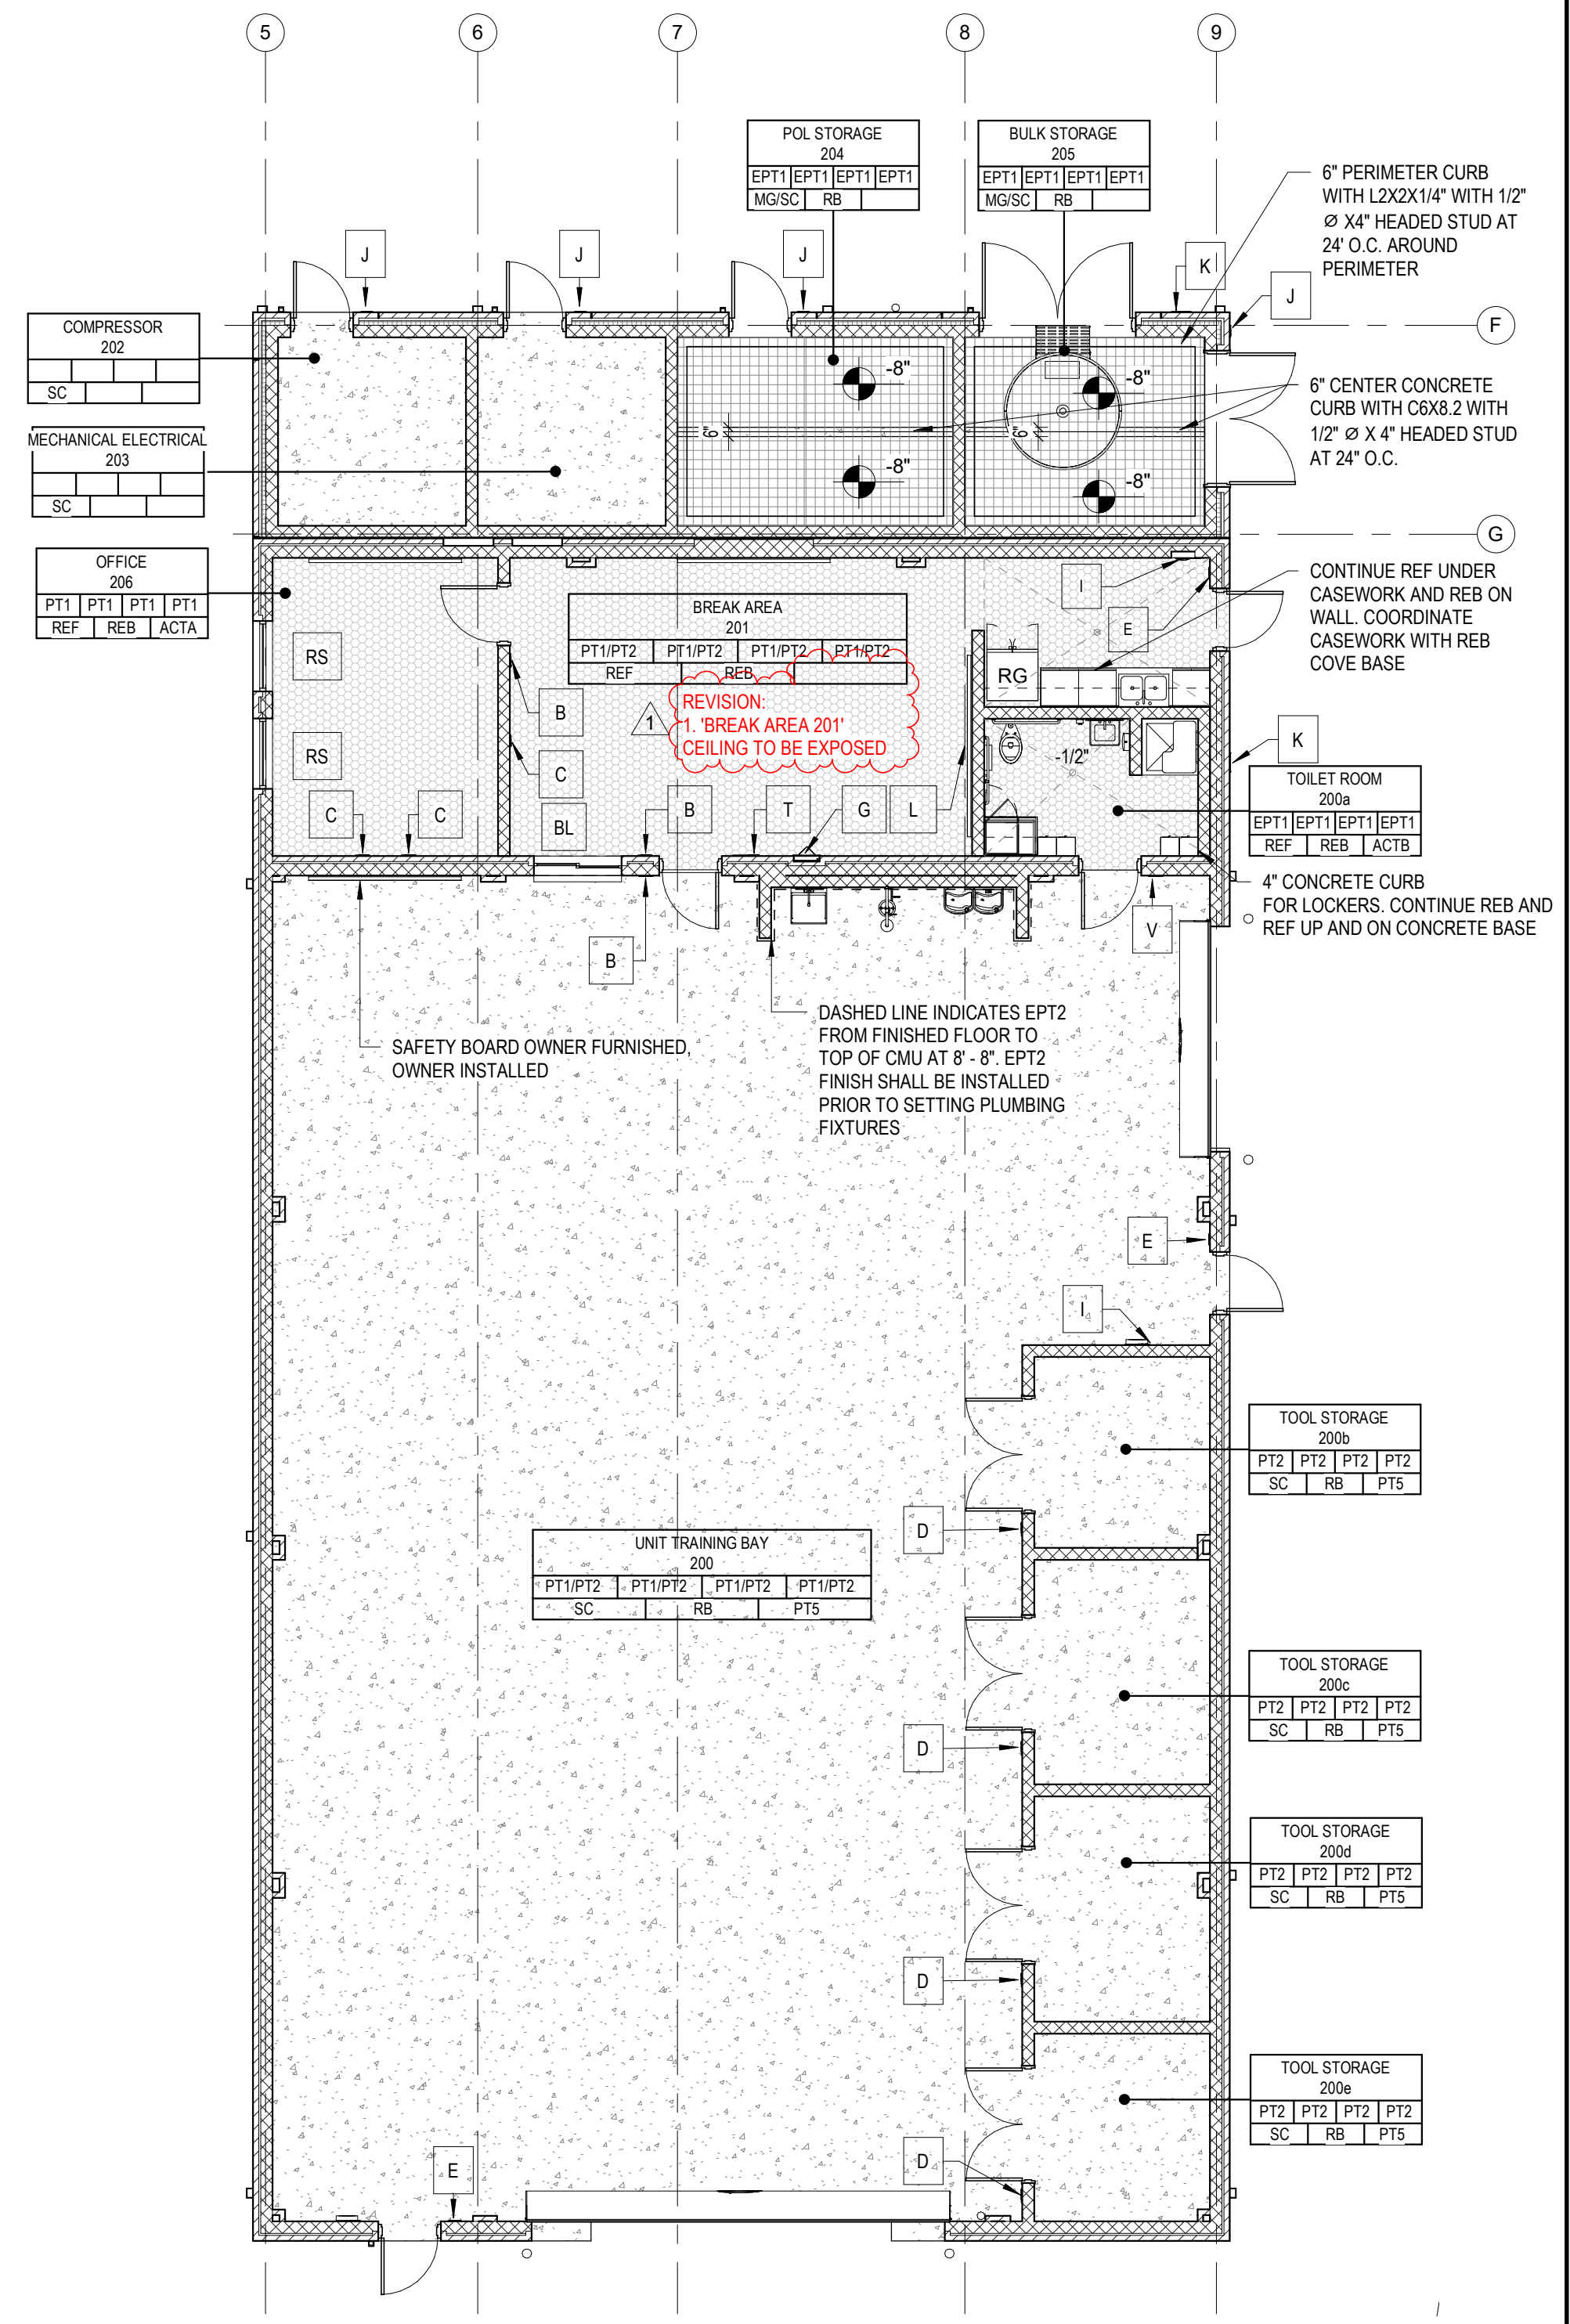 5
6
7
8
9
POL STORAGE
204
EPT1 EPT1 EPT1 EPT1
MG/SC RB
BULK STORAGE
205
EPT1 EPT1 EPT1 EPT1
MG/SC RB
6" PERIMETER CURB
WITH L2X2X1/4" WITH 1/2"
Ø X4" HEADED STUD AT
24' O.C. AROUND
PERIMETER
J
J
J
K
J
F
COMPRESSOR
202
SC
-8"
-8"
6" CENTER CONCRETE
CURB WITH C6X8.2 WITH
1/2" Ø X 4" HEADED STUD
AT 24" O.C.
MECHANICAL ELECTRICAL
203
SC
6"
6"
-8"
-8"
G
OFFICE
206
PT1 PT1 PT1 PT1
REF REB ACTA
BREAK AREA
201
PT1/PT2 PT1/PT2 PT1/PT2 PT1/PT2
REF REB
I
E
CONTINUE REF UNDER
CASEWORK AND REB ON
WALL. COORDINATE
CASEWORK WITH REB
COVE BASE
RS
RG
B
1
REVISION:
1. 'BREAK AREA 201'
CEILING TO BE EXPOSED
RS
C
-1/2"
K
TOILET ROOM
200a
EPT1 EPT1 EPT1 EPT1
REF REB ACTB
C
C
BL
B
T
G
L
4" CONCRETE CURB
FOR LOCKERS. CONTINUE REB AND
REF UP AND ON CONCRETE BASE
B
V
SAFETY BOARD OWNER FURNISHED,
OWNER INSTALLED
DASHED LINE INDICATES EPT2
FROM FINISHED FLOOR TO
TOP OF CMU AT 8' - 8". EPT2
FINISH SHALL BE INSTALLED
PRIOR TO SETTING PLUMBING
FIXTURES
E
I
TOOL STORAGE
200b
PT2 PT2 PT2 PT2
SC RB PT5
D
UNIT TRAINING BAY
200
PT1/PT2 PT1/PT2 PT1/PT2 PT1/PT2
SC RB PT5
TOOL STORAGE
200c
PT2 PT2 PT2 PT2
SC RB PT5
D
TOOL STORAGE
200d
PT2 PT2 PT2 PT2
SC RB PT5
D
TOOL STORAGE
200e
PT2 PT2 PT2 PT2
SC RB PT5
D
E